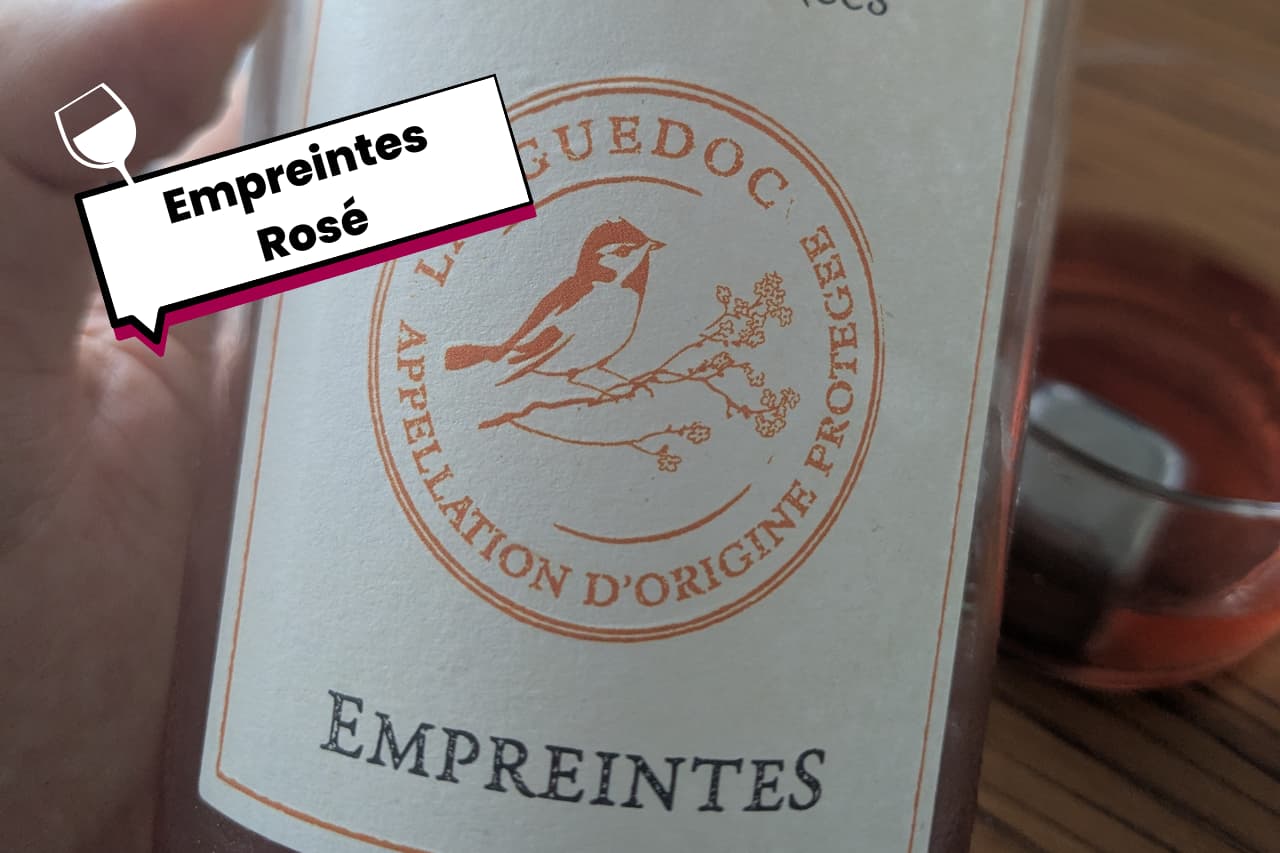 Empreintes
Rosé
GUEDOC
APPELLATION D'ORIGINE PROTEGEE
EMPREINTES